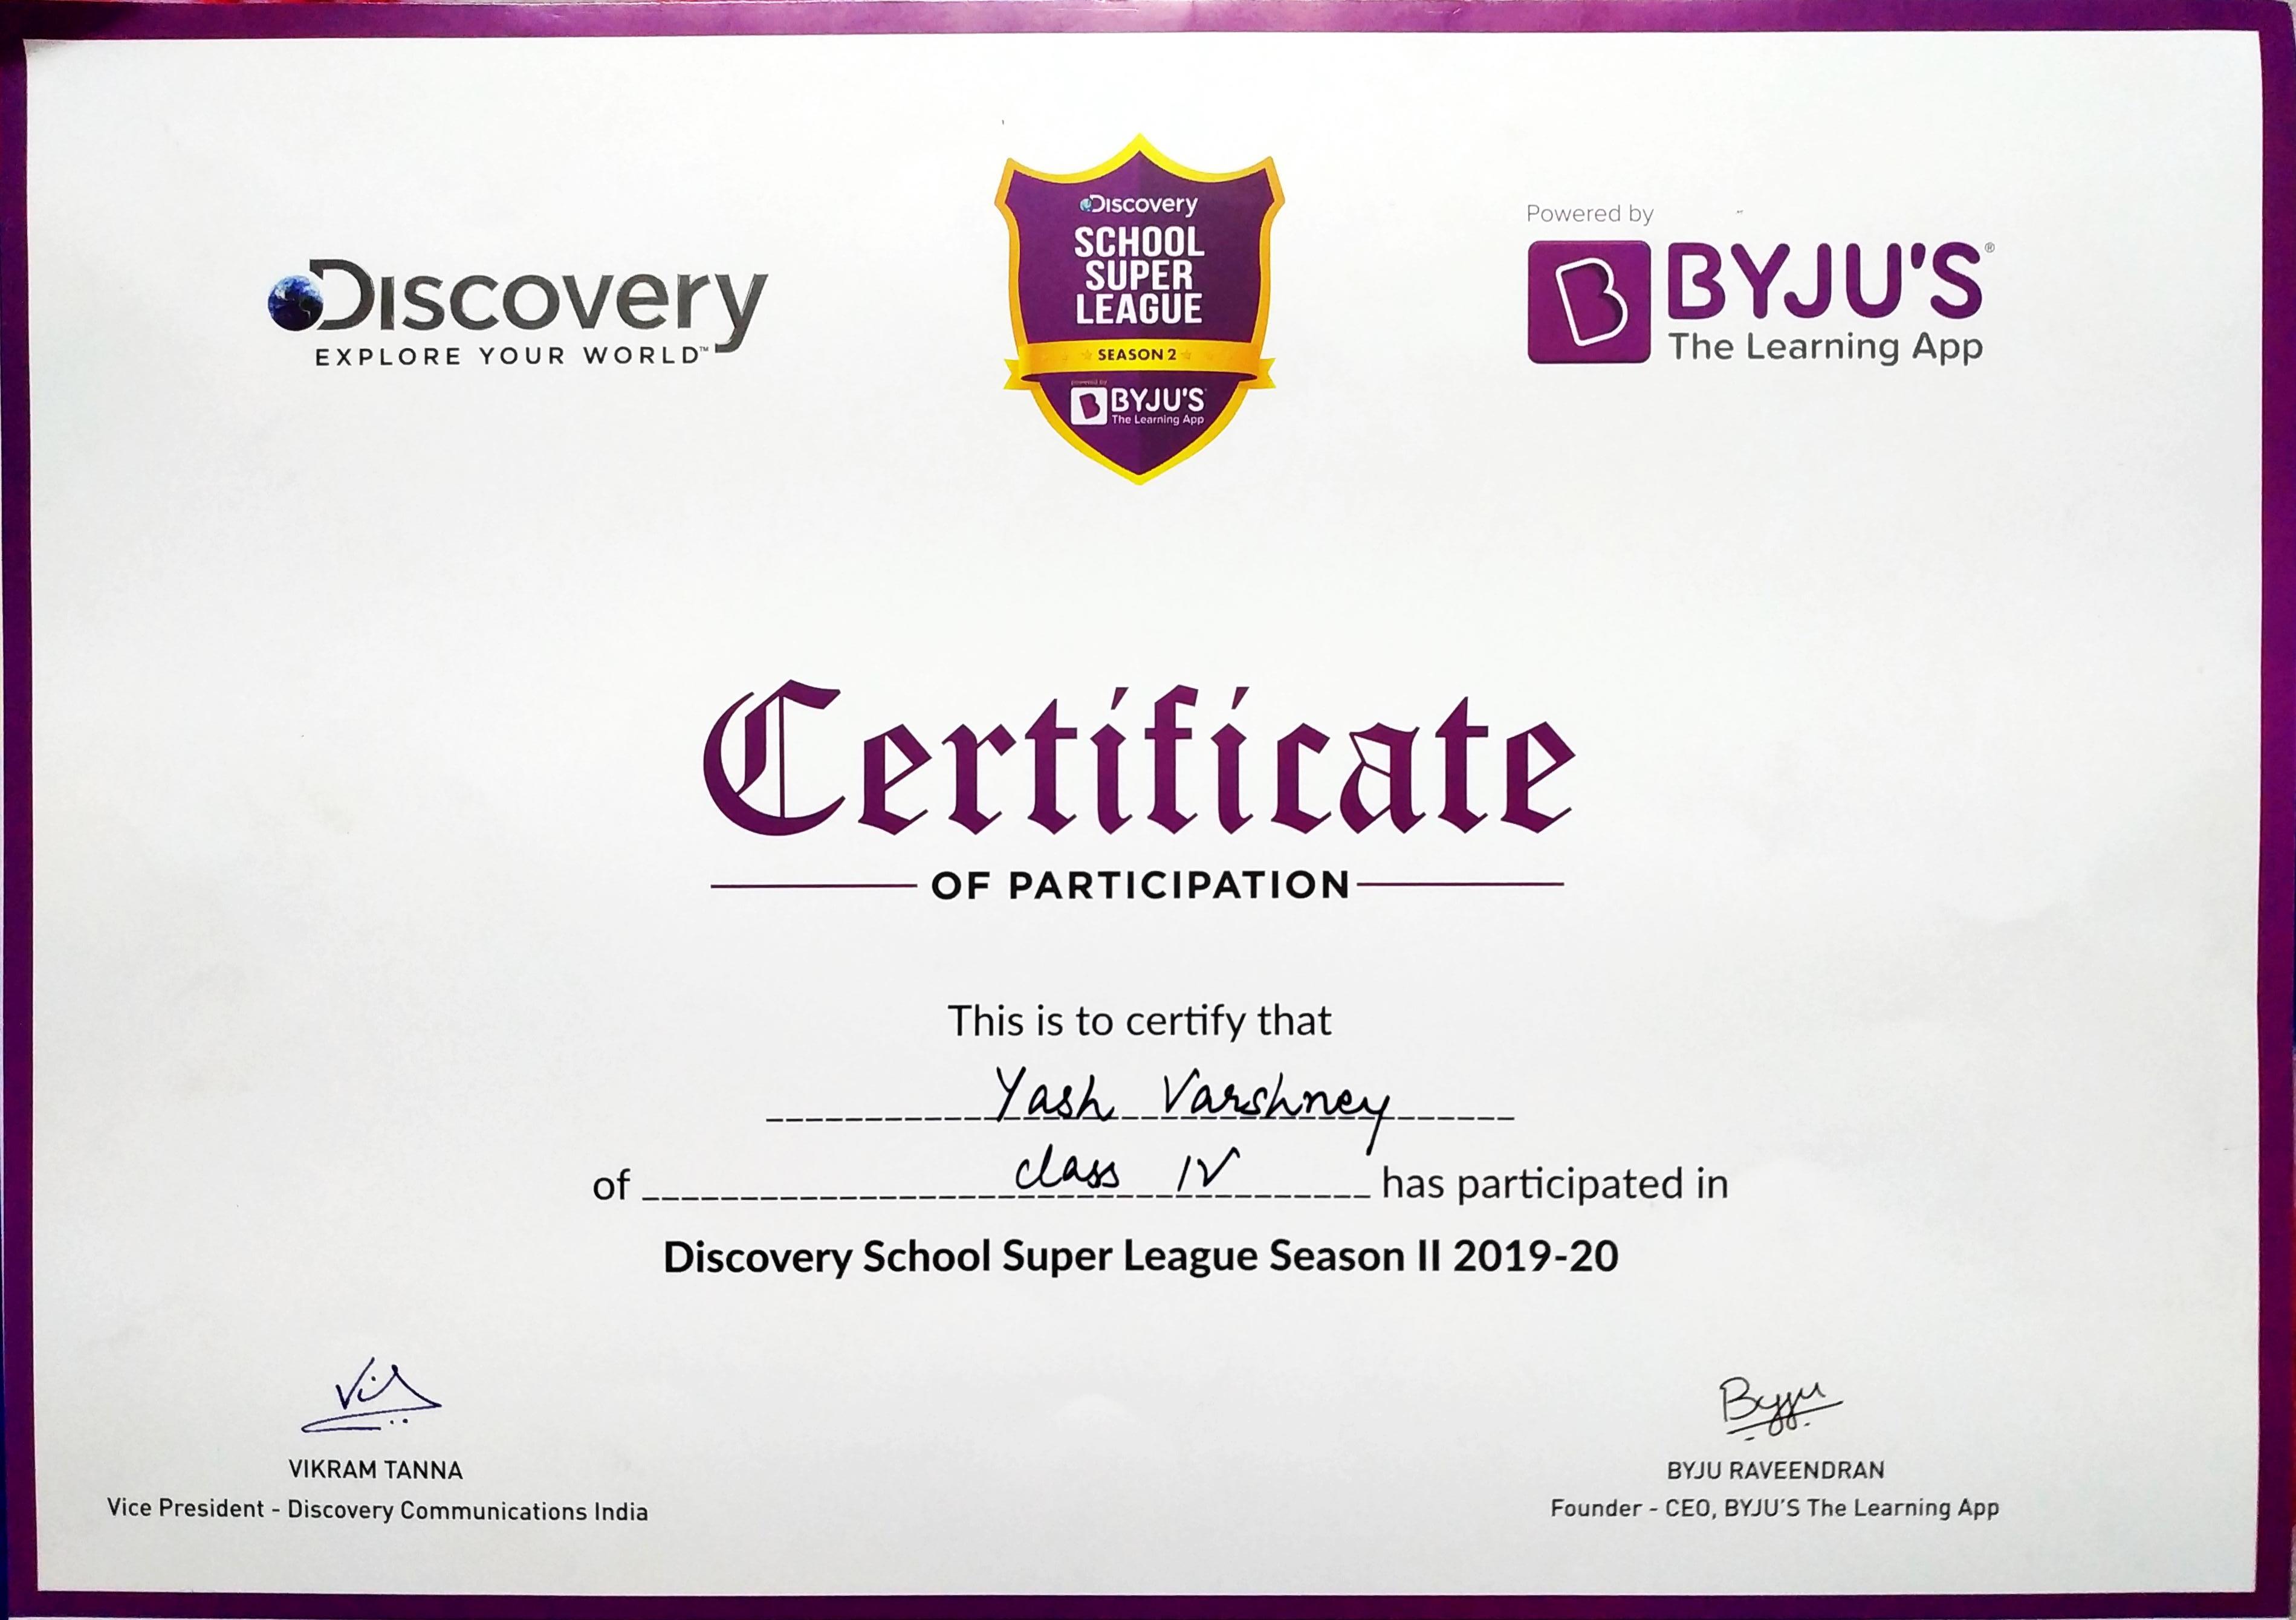 Discovery
EXPLORE YOUR WORLD™
Discovery
SCHOOL
SUPER
LEAGUE
SEASON 2
powered by
BYJU'S
The Learning App
Powered by
BYJU'S®
The Learning App
Certificate
OF PARTICIPATION
This is to certify that
Yash Varshney
of class IV has participated in
Discovery School Super League Season II 2019-20
Byju
VIKRAM TANNA
Vice President - Discovery Communications India
BYJU RAVEENDRAN
Founder - CEO, BYJU'S The Learning App